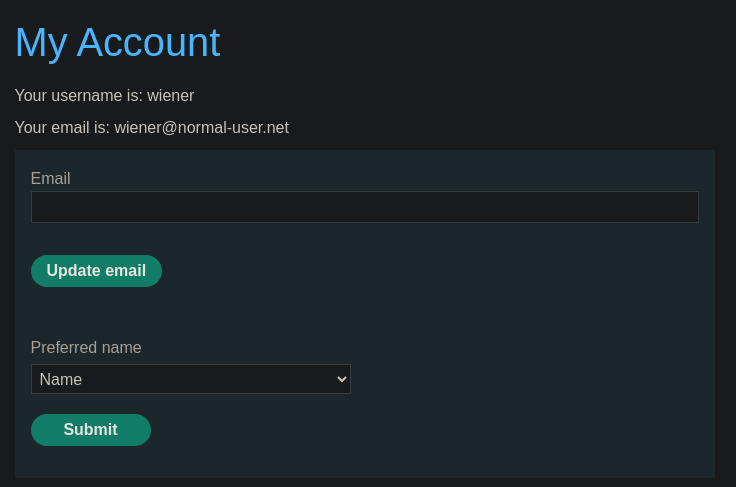 My Account
Your username is: wiener
Your email is: wiener@normal-user.net
Email
Update email
Preferred name
Name
Submit